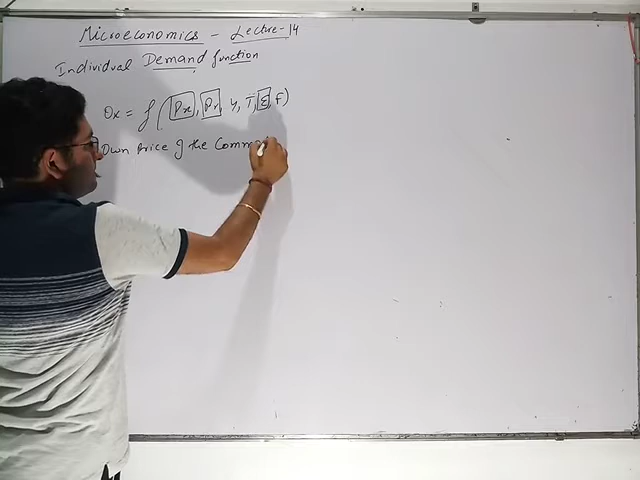 Microeconomics - Lecture-14
Individual Demand function
Dx = f(Px, Pr, Y, T, E, F)
Own Price of the Comm